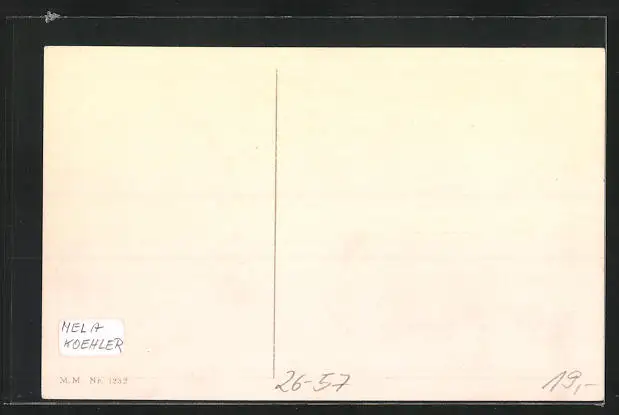 MELA
KOEHLER
M.M Nr. 1232
26-57
19,-